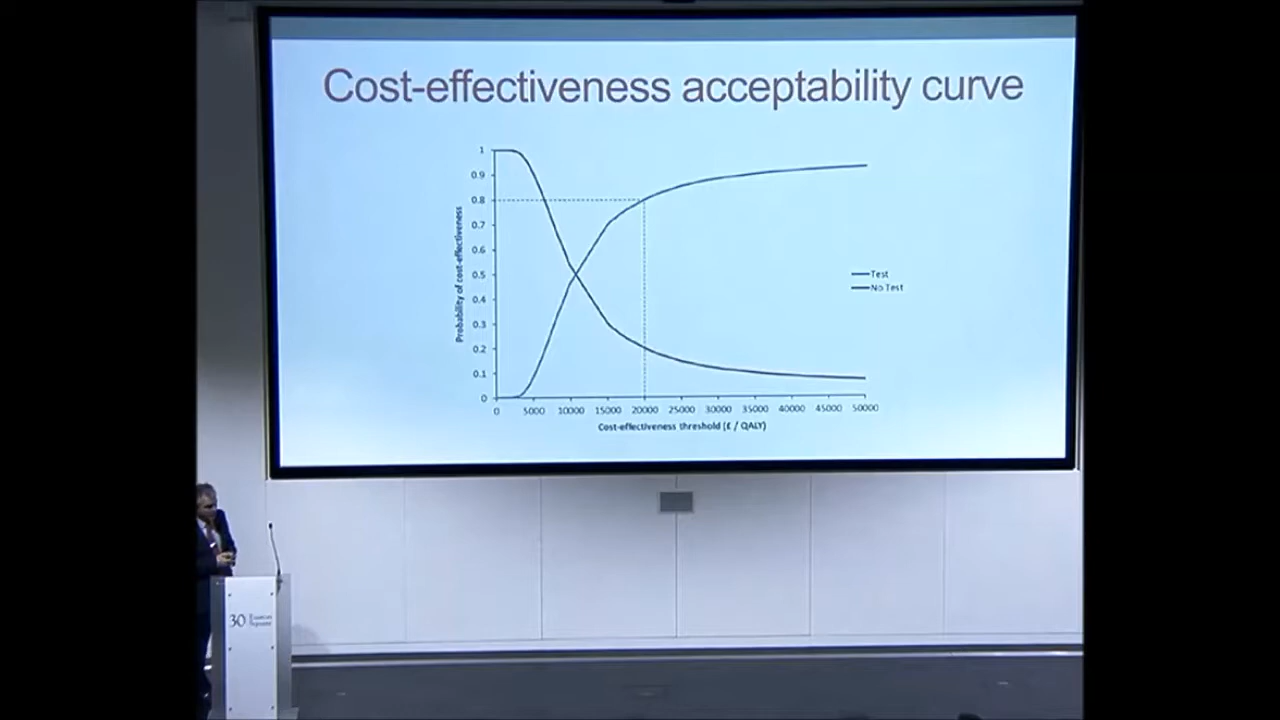 Cost-effectiveness acceptability curve
1
0.9
0.8
0.7
0.6
0.5
0.4
0.3
0.2
0.1
0
Probability of cost-effectiveness
0 5000 10000 15000 20000 25000 30000 35000 40000 45000 50000
Cost-effectiveness threshold (£ / QALY)
Test
No Test
30